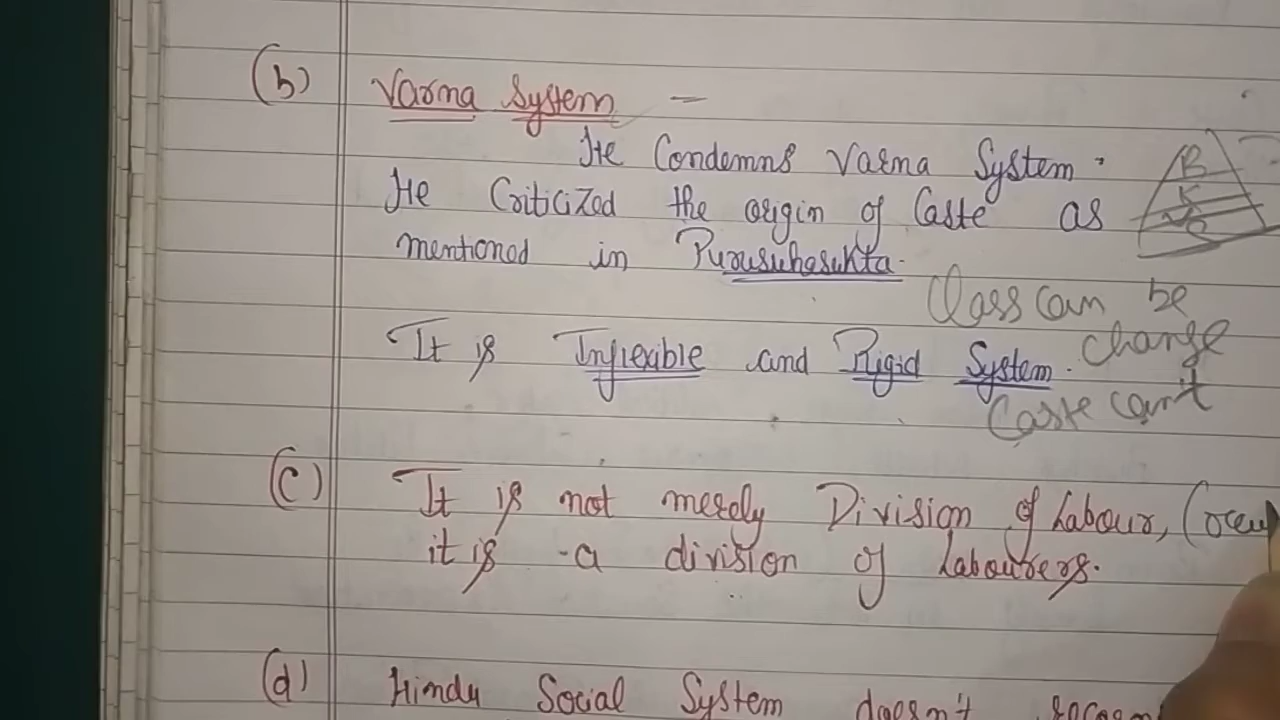 (b) Varna System —
He Condemns Varna System.
He Criticized the origin of Caste as
mentioned in Purusuhasukta.
Class can be
change
It is Inflexible and Rigid System.
Caste can't
(c) It is not merely Division of Labour,
it is a division of Labourers.
(d) Hindu Social System doesn't
B